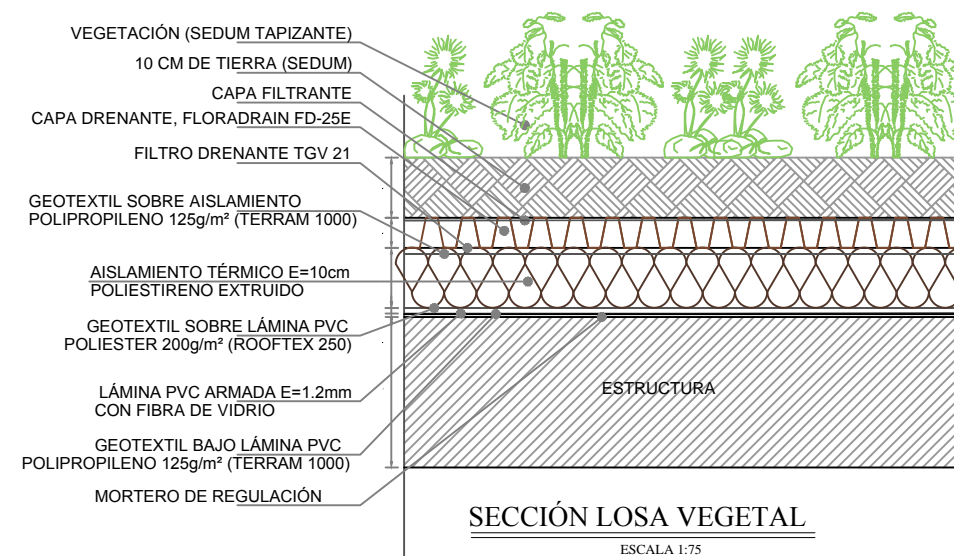 VEGETACIÓN (SEDUM TAPIZANTE)
10 CM DE TIERRA (SEDUM)
CAPA FILTRANTE
CAPA DRENANTE, FLORADRAIN FD-25E
FILTRO DRENANTE TGV 21
GEOTEXTIL SOBRE AISLAMIENTO
POLIPROPILENO 125g/m² (TERRAM 1000)
AISLAMIENTO TÉRMICO E=10cm
POLIESTIRENO EXTRUIDO
GEOTEXTIL SOBRE LÁMINA PVC
POLIESTER 200g/m² (ROOFTEX 250)
LÁMINA PVC ARMADA E=1.2mm
CON FIBRA DE VIDRIO
GEOTEXTIL BAJO LÁMINA PVC
POLIPROPILENO 125g/m² (TERRAM 1000)
MORTERO DE REGULACIÓN
ESTRUCTURA
SECCIÓN LOSA VEGETAL
ESCALA 1:75